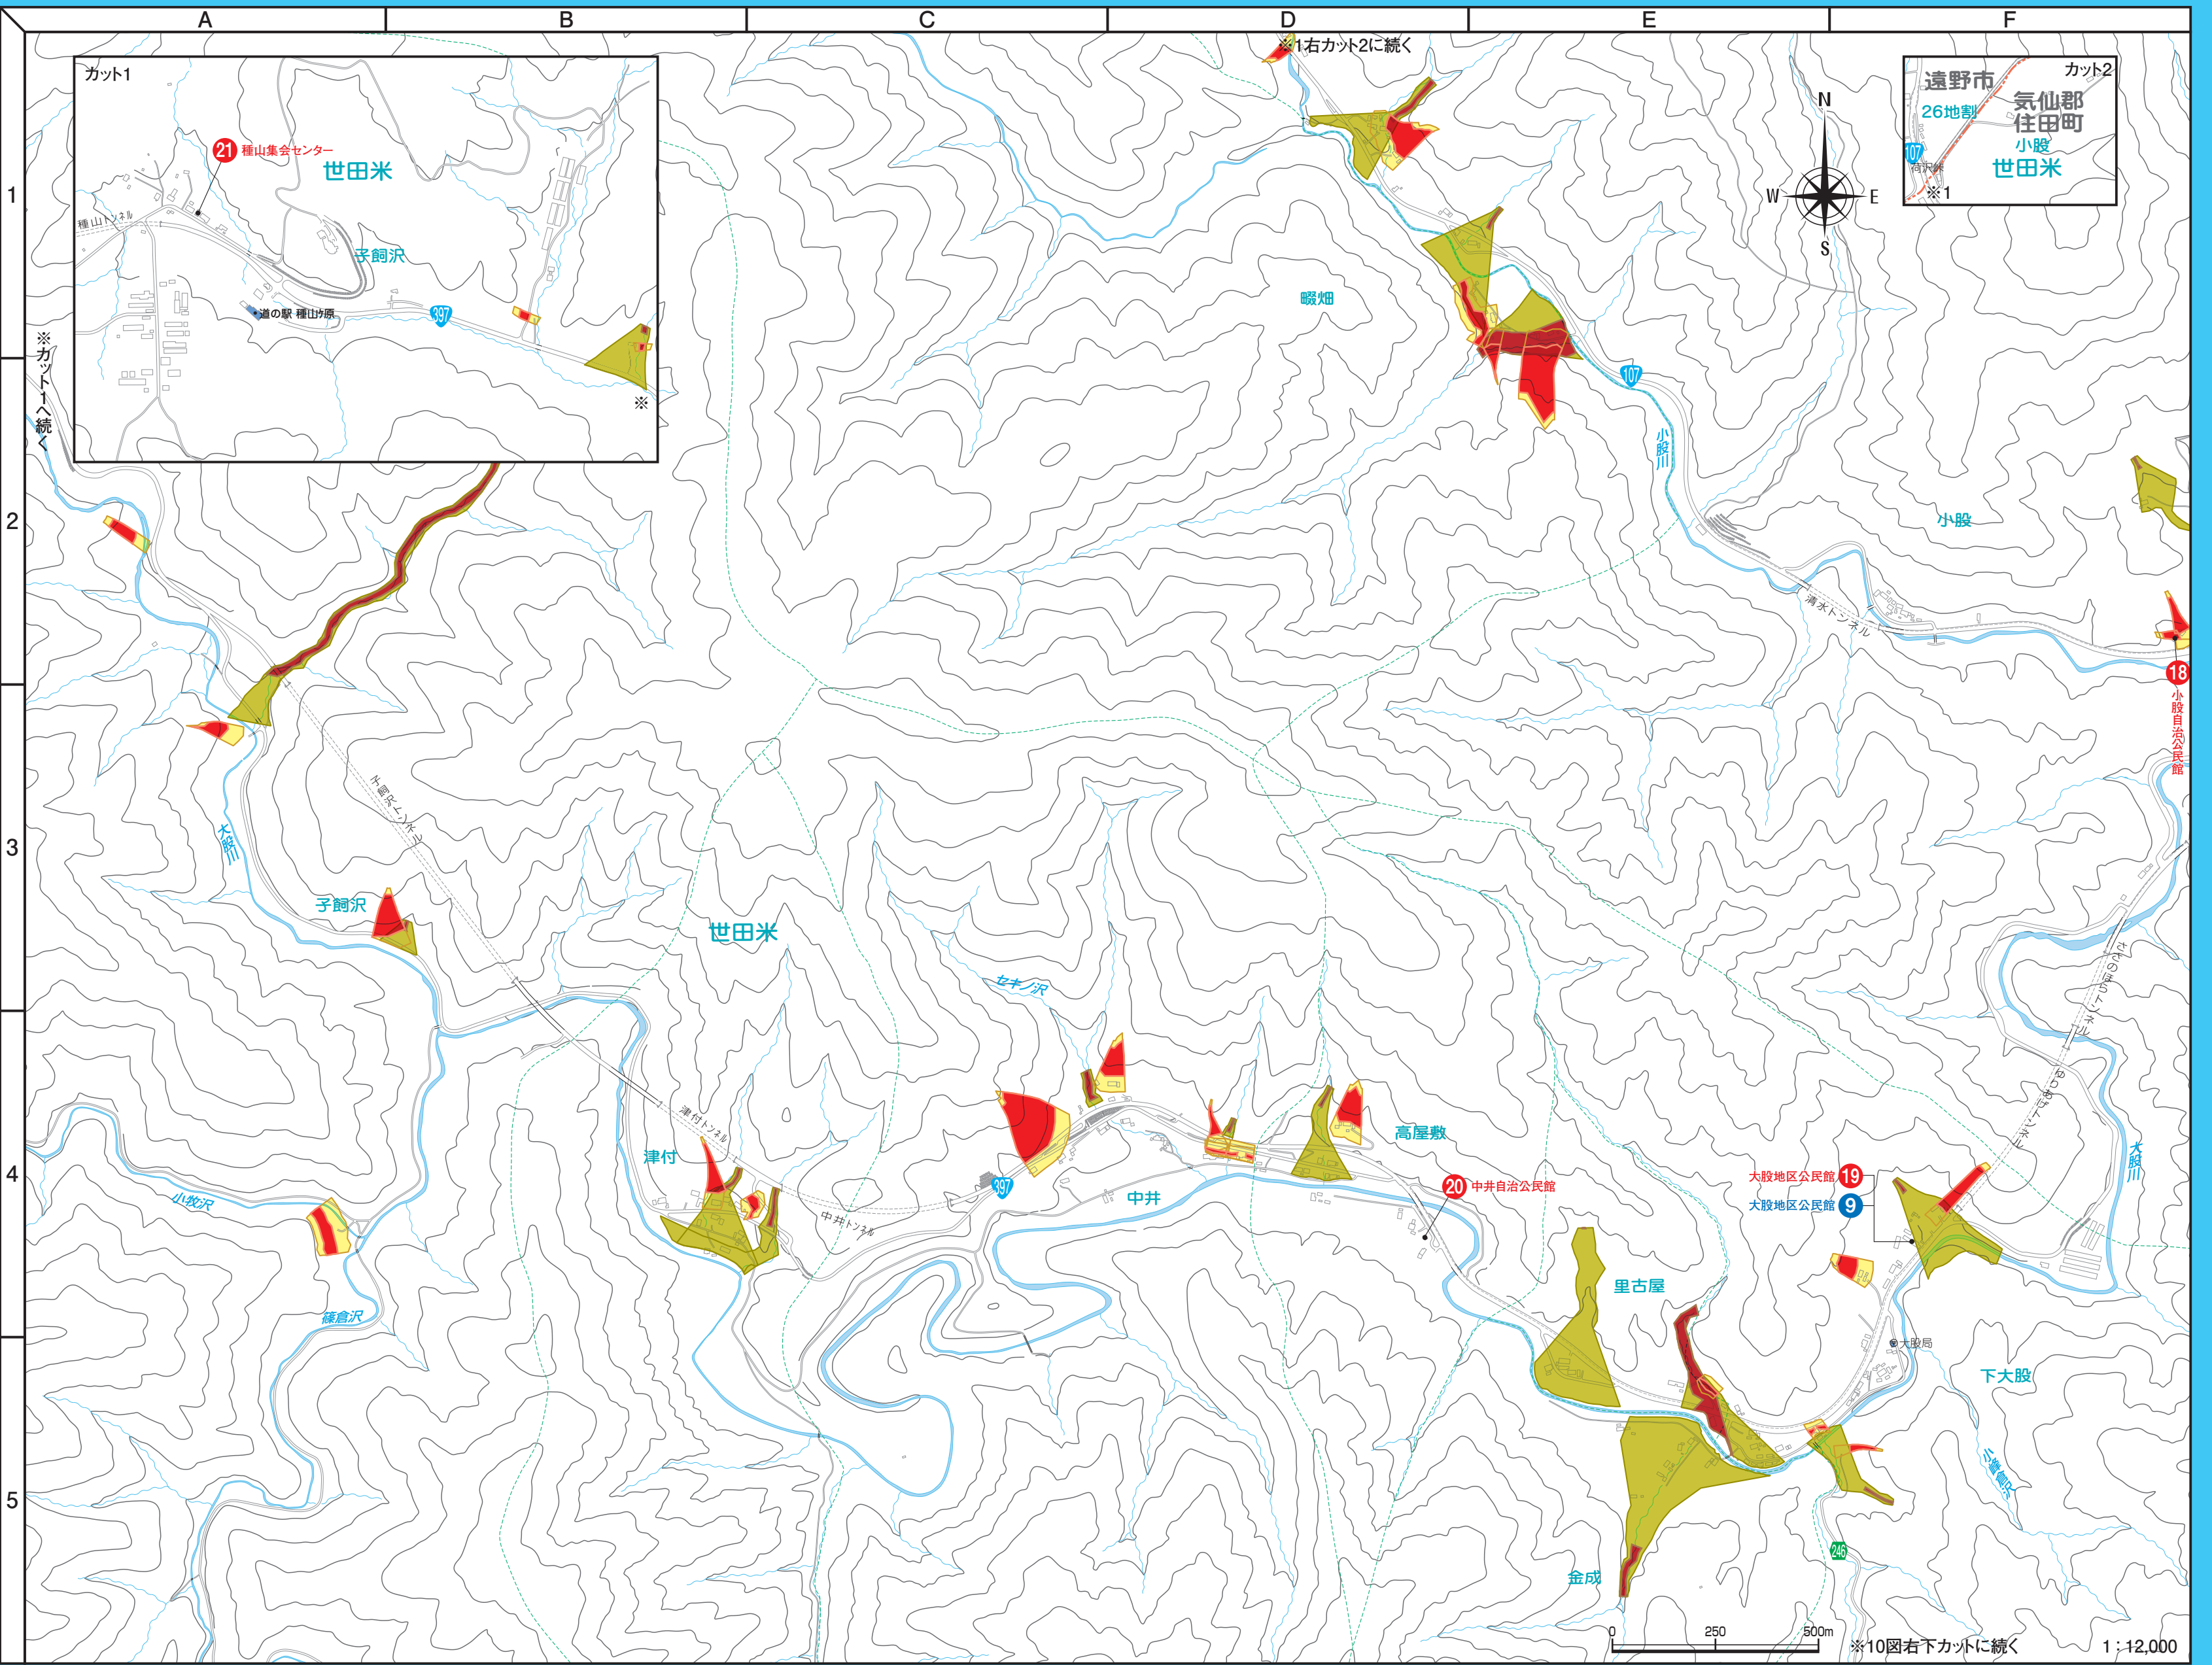 A B C D E F
1
2
3
4
5
カット1
21 種山集会センター
世田米
種山トンネル
子飼沢
道の駅 種山ケ原
397
※
※カット1へ続く
※1右カット2に続く
カット2
遠野市
26地割
気仙郡
住田町
小股
世田米
107
荷沢峠
※1
N
W E
S
畷畑
107
小股川
小股
清水トンネル
18
小股自治公民館
子飼沢トンネル
大股川
子飼沢
世田米
セキノ沢
津付トンネル
津付
397
中井トンネル
中井
高屋敷
20 中井自治公民館
小牧沢
篠倉沢
大股地区公民館 19
大股地区公民館 9
大股川
里古屋
大股局
下大股
246
金成
0 250 500m
※10図右下カットに続く
1：12,000